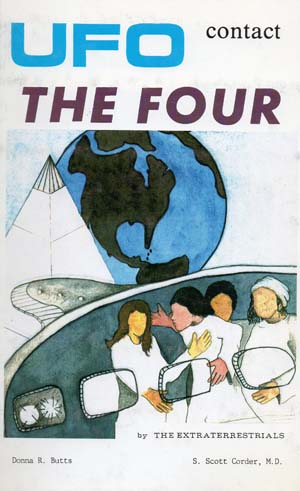 UFO contact
THE FOUR
by THE EXTRATERRESTRIALS
Donna R. Butts S. Scott Corder, M.D.